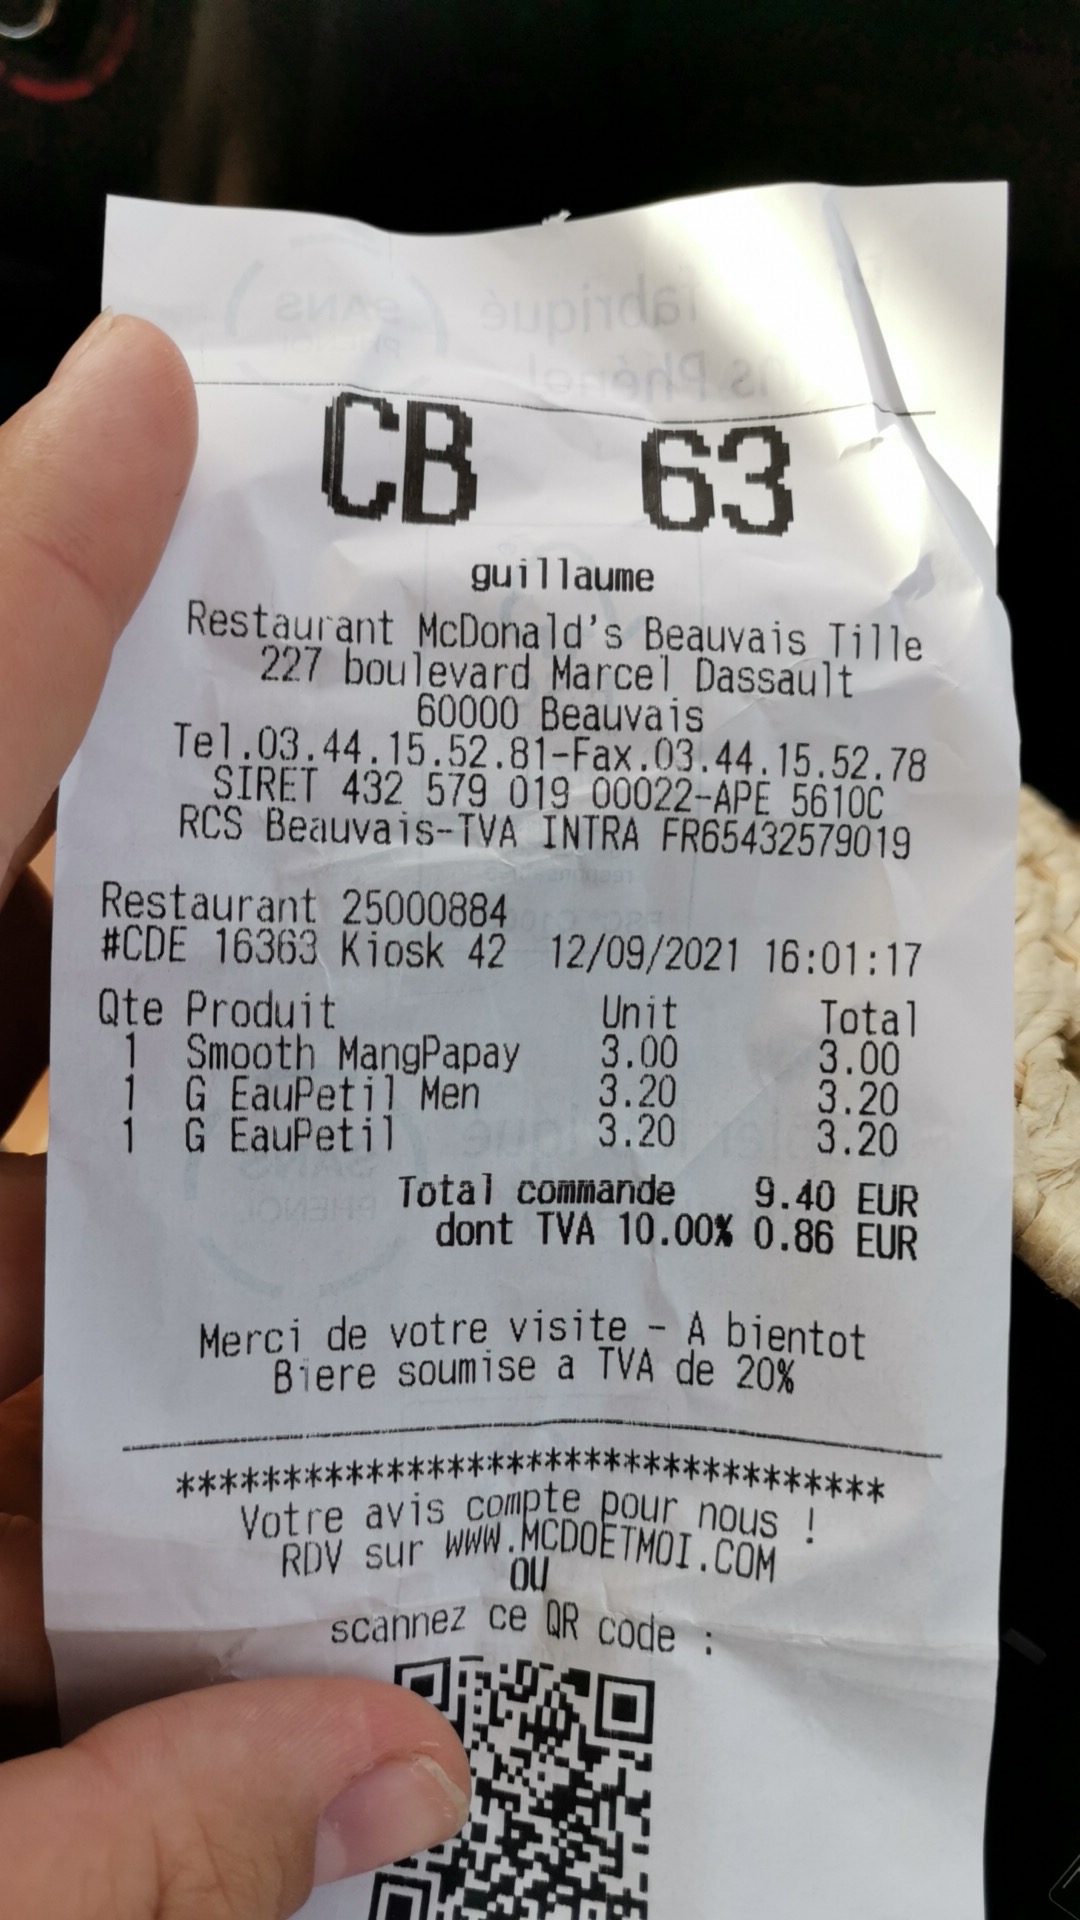 CB 63
guillaume
Restaurant McDonald's Beauvais Tille
227 boulevard Marcel Dassault
60000 Beauvais
Tel.03.44.15.52.81-Fax.03.44.15.52.78
SIRET 432 579 019 00022-APE 5610C
RCS Beauvais-TVA INTRA FR65432579019
Restaurant 25000884
#CDE 16363 Kiosk 42 12/09/2021 16:01:17
Qte Produit Unit Total
1 Smooth MangPapay 3.00 3.00
1 G EauPetil Men 3.20 3.20
1 G EauPetil 3.20 3.20
Total commande 9.40 EUR
dont TVA 10.00% 0.86 EUR
Merci de votre visite - A bientot
Biere soumise a TVA de 20%
**********************************
Votre avis compte pour nous !
RDV sur WWW.MCDOETMOI.COM
OU
scannez ce QR code :